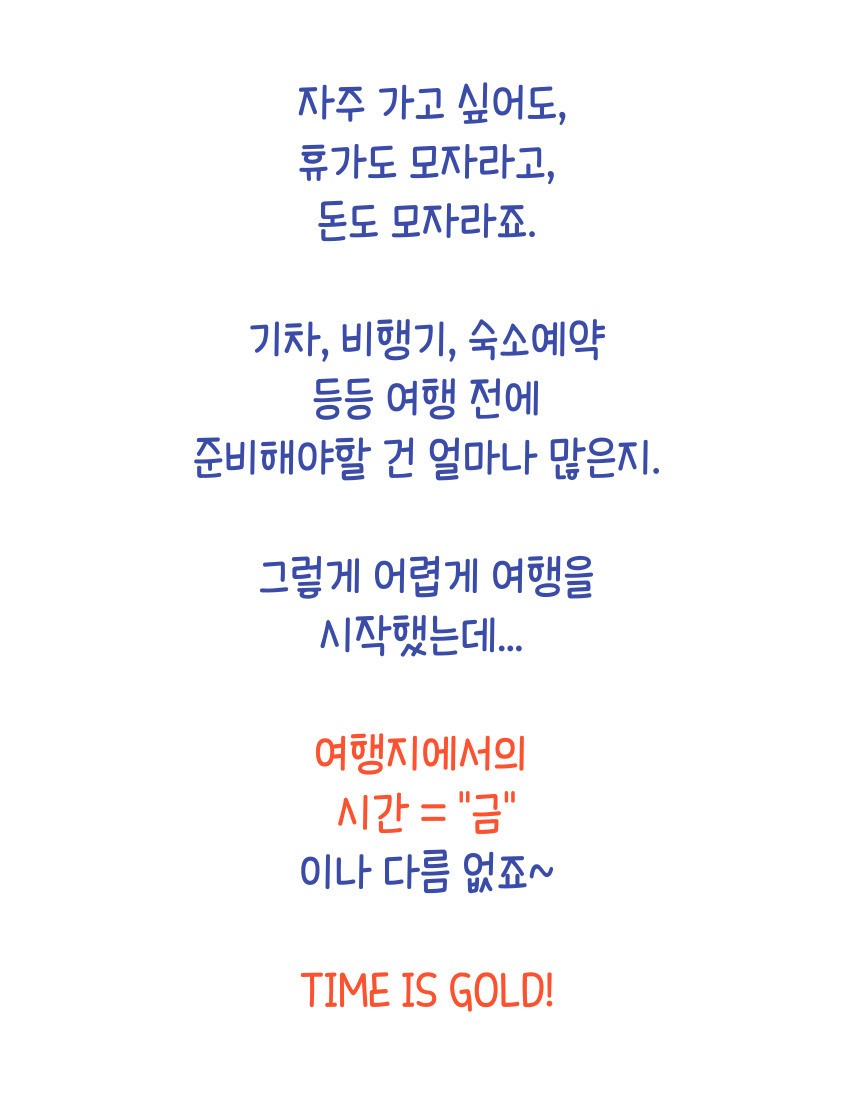 자주 가고 싶어도,
휴가도 모자라고,
돈도 모자라죠.
기차, 비행기, 숙소예약
등등 여행 전에
준비해야할 건 얼마나 많은지.
그렇게 어렵게 여행을
시작했는데...
여행지에서의
시간 = "금"
이나 다름 없죠~
TIME IS GOLD!